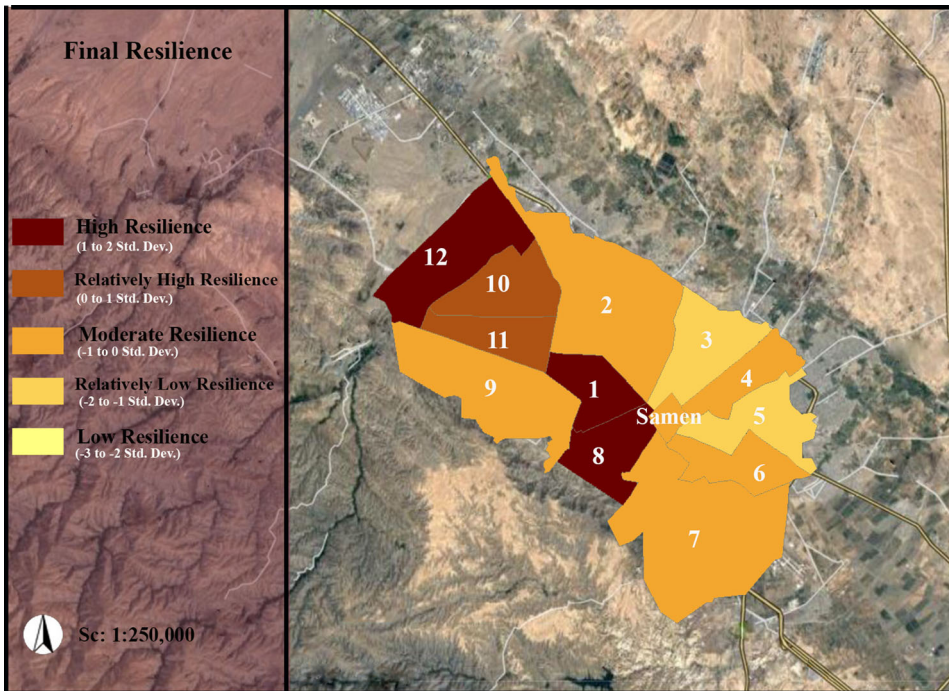 Final Resilience
High Resilience
(1 to 2 Std. Dev.)
Relatively High Resilience
(0 to 1 Std. Dev.)
Moderate Resilience
(-1 to 0 Std. Dev.)
Relatively Low Resilience
(-2 to -1 Std. Dev.)
Low Resilience
(-3 to -2 Std. Dev.)
Sc: 1:250,000
12
10
2
11
3
9
4
1
Samen
5
8
6
7